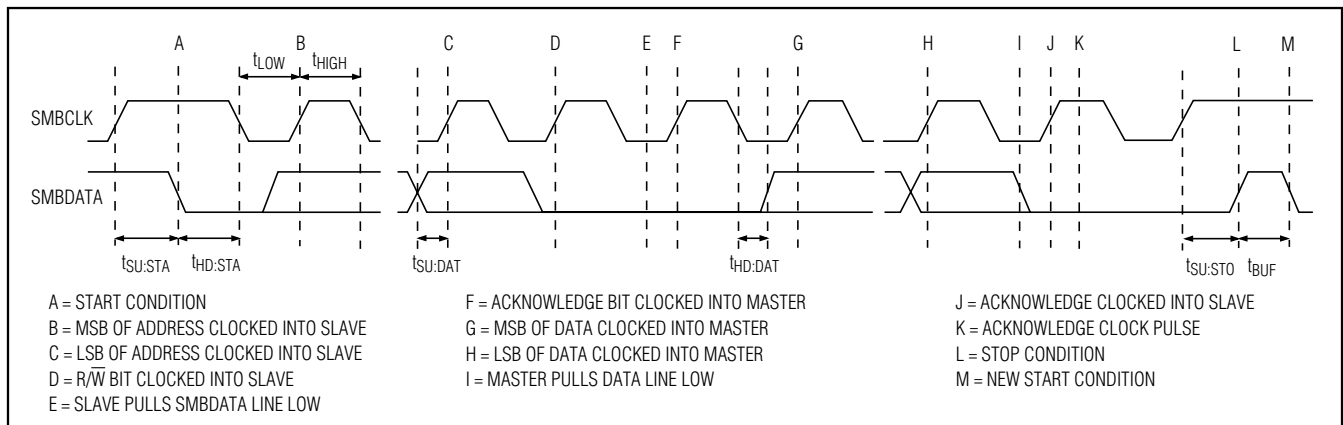 A B C D E F G H I J K L M
tLOW tHIGH
SMBCLK
SMBDATA
tSU:STA tHD:STA tSU:DAT tHD:DAT tSU:STO tBUF
A = START CONDITION
B = MSB OF ADDRESS CLOCKED INTO SLAVE
C = LSB OF ADDRESS CLOCKED INTO SLAVE
D = R/W̅ BIT CLOCKED INTO SLAVE
E = SLAVE PULLS SMBDATA LINE LOW
F = ACKNOWLEDGE BIT CLOCKED INTO MASTER
G = MSB OF DATA CLOCKED INTO MASTER
H = LSB OF DATA CLOCKED INTO MASTER
I = MASTER PULLS DATA LINE LOW
J = ACKNOWLEDGE CLOCKED INTO SLAVE
K = ACKNOWLEDGE CLOCK PULSE
L = STOP CONDITION
M = NEW START CONDITION